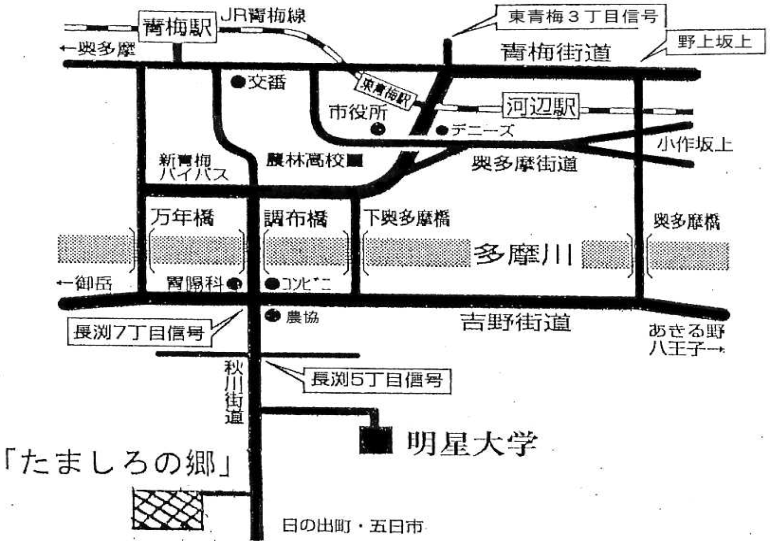 東青梅3丁目信号
青梅駅
JR青梅線
←奥多摩
青梅街道
野上坂上
交番
東青梅駅
市役所
河辺駅
デニーズ
小作坂上
新青梅
バイパス
農林高校
奥多摩街道
万年橋
調布橋
下奥多摩橋
奥多摩橋
多摩川
←御岳
胃腸科
コンビニ
農協
吉野街道
長渕7丁目信号
あきる野
八王子→
秋川街道
長渕5丁目信号
明星大学
「たましろの郷」
日の出町・五日市